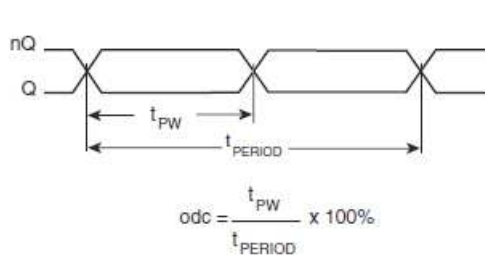 nQ
Q
tPW
tPERIOD
tPW
odc = x 100%
tPERIOD